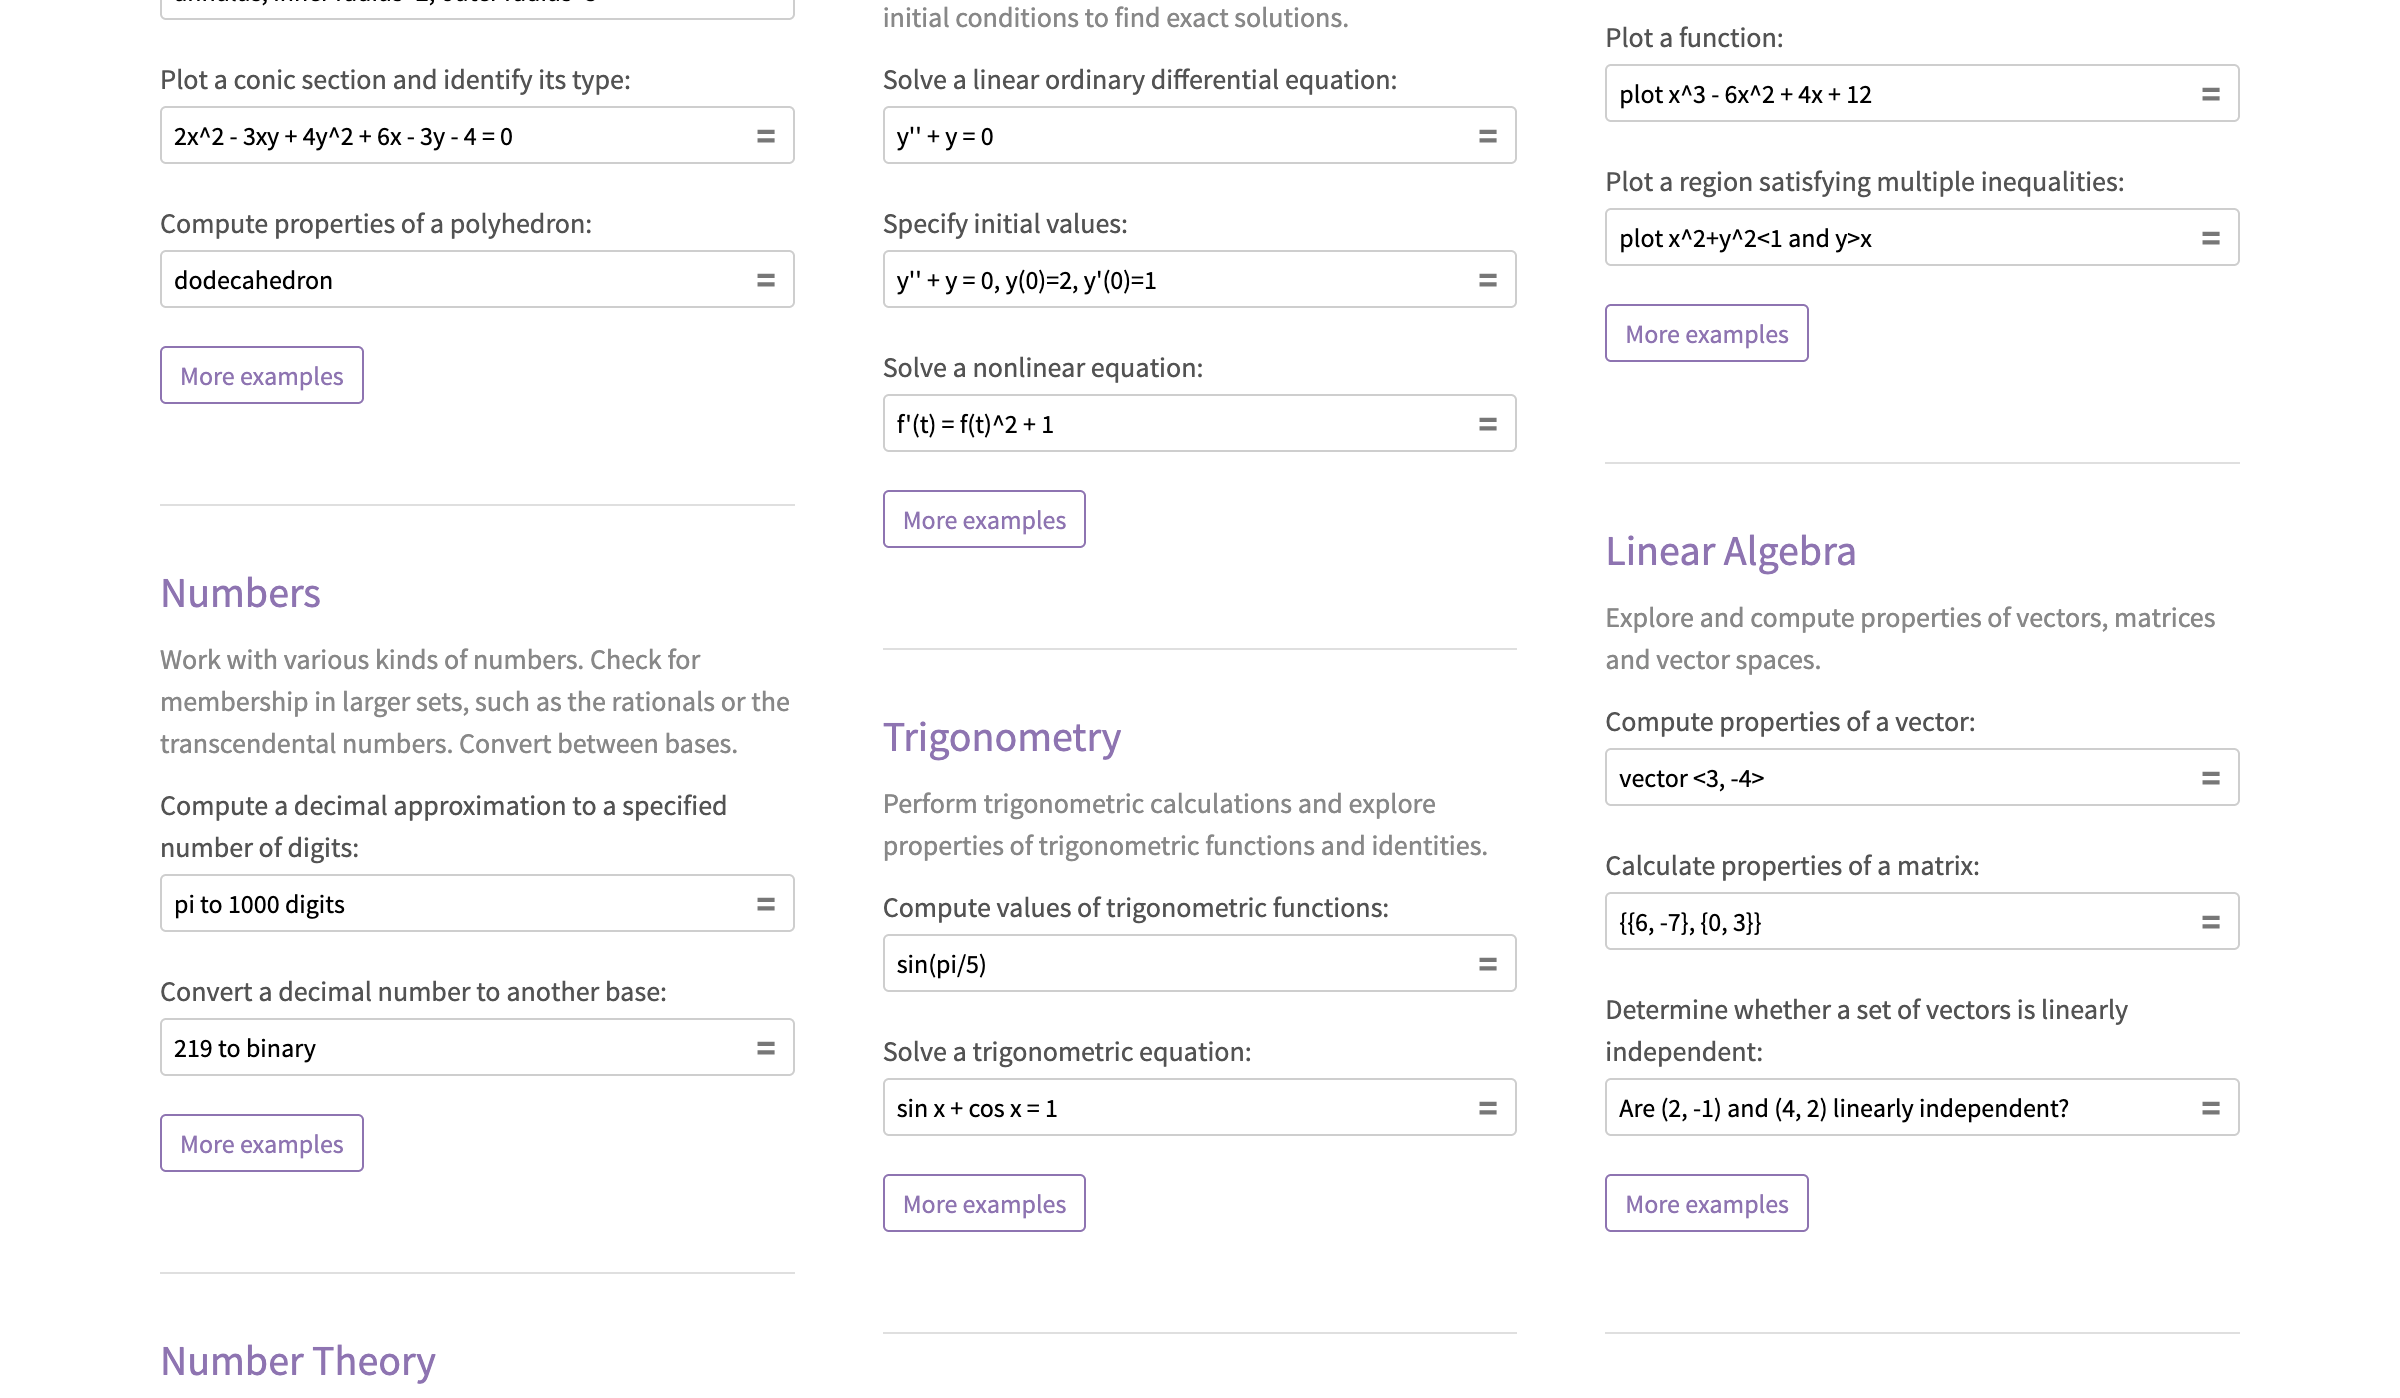 Plot a conic section and identify its type:
2x^2 - 3xy + 4y^2 + 6x - 3y - 4 = 0
Compute properties of a polyhedron:
dodecahedron
More examples
Numbers
Work with various kinds of numbers. Check for
membership in larger sets, such as the rationals or the
transcendental numbers. Convert between bases.
Compute a decimal approximation to a specified
number of digits:
pi to 1000 digits
Convert a decimal number to another base:
219 to binary
More examples
Number Theory
initial conditions to find exact solutions.
Solve a linear ordinary differential equation:
y'' + y = 0
Specify initial values:
y'' + y = 0, y(0)=2, y'(0)=1
Solve a nonlinear equation:
f'(t) = f(t)^2 + 1
More examples
Trigonometry
Perform trigonometric calculations and explore
properties of trigonometric functions and identities.
Compute values of trigonometric functions:
sin(pi/5)
Solve a trigonometric equation:
sin x + cos x = 1
More examples
Plot a function:
plot x^3 - 6x^2 + 4x + 12
Plot a region satisfying multiple inequalities:
plot x^2+y^2<1 and y>x
More examples
Linear Algebra
Explore and compute properties of vectors, matrices
and vector spaces.
Compute properties of a vector:
vector <3, -4>
Calculate properties of a matrix:
{{6, -7}, {0, 3}}
Determine whether a set of vectors is linearly
independent:
Are (2, -1) and (4, 2) linearly independent?
More examples